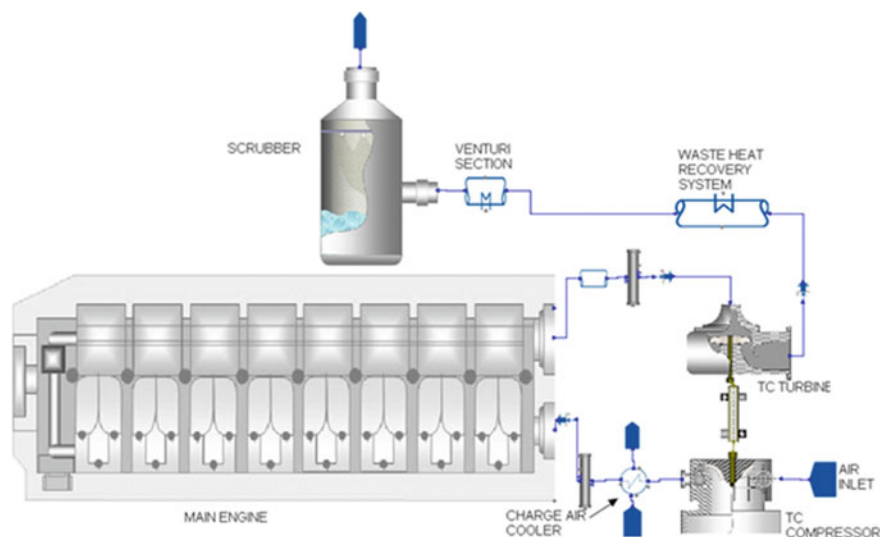 SCRUBBER
VENTURI
SECTION
WASTE HEAT
RECOVERY
SYSTEM
TC TURBINE
AIR
INLET
MAIN ENGINE
CHARGE AIR
COOLER
TC COMPRESSOR